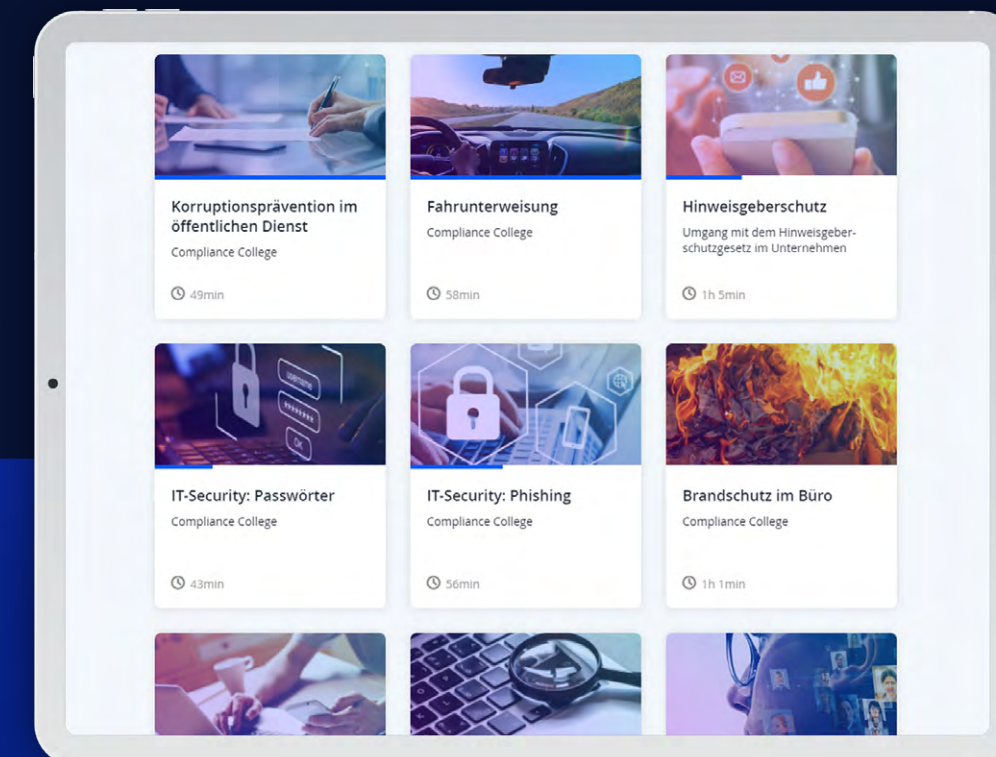 Korruptionsprävention im
öffentlichen Dienst
Compliance College
49min
Fahrunterweisung
Compliance College
58min
Hinweisgeberschutz
Umgang mit dem Hinweisgeber-
schutzgesetz im Unternehmen
1h 5min
username
********
OK
IT-Security: Passwörter
Compliance College
43min
IT-Security: Phishing
Compliance College
56min
Brandschutz im Büro
Compliance College
1h 1min